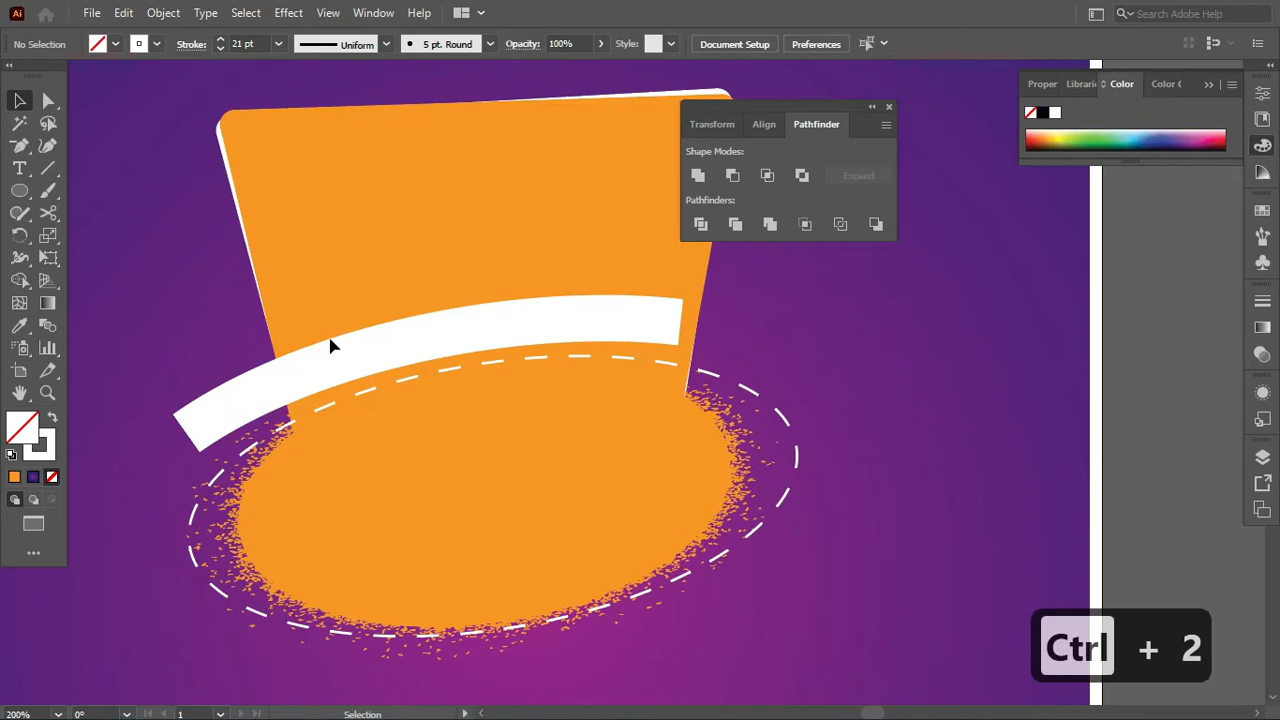 Ai File Edit Object Type Select Effect View Window Help Search Adobe Help
No Selection Stroke: 21 pt Uniform 5 pt. Round Opacity: 100% Style: Document Setup Preferences
Proper Librari Color Color
Transform Align Pathfinder
Shape Modes:
Expand
Pathfinders:
Ctrl + 2
200% 0° 1 Selection